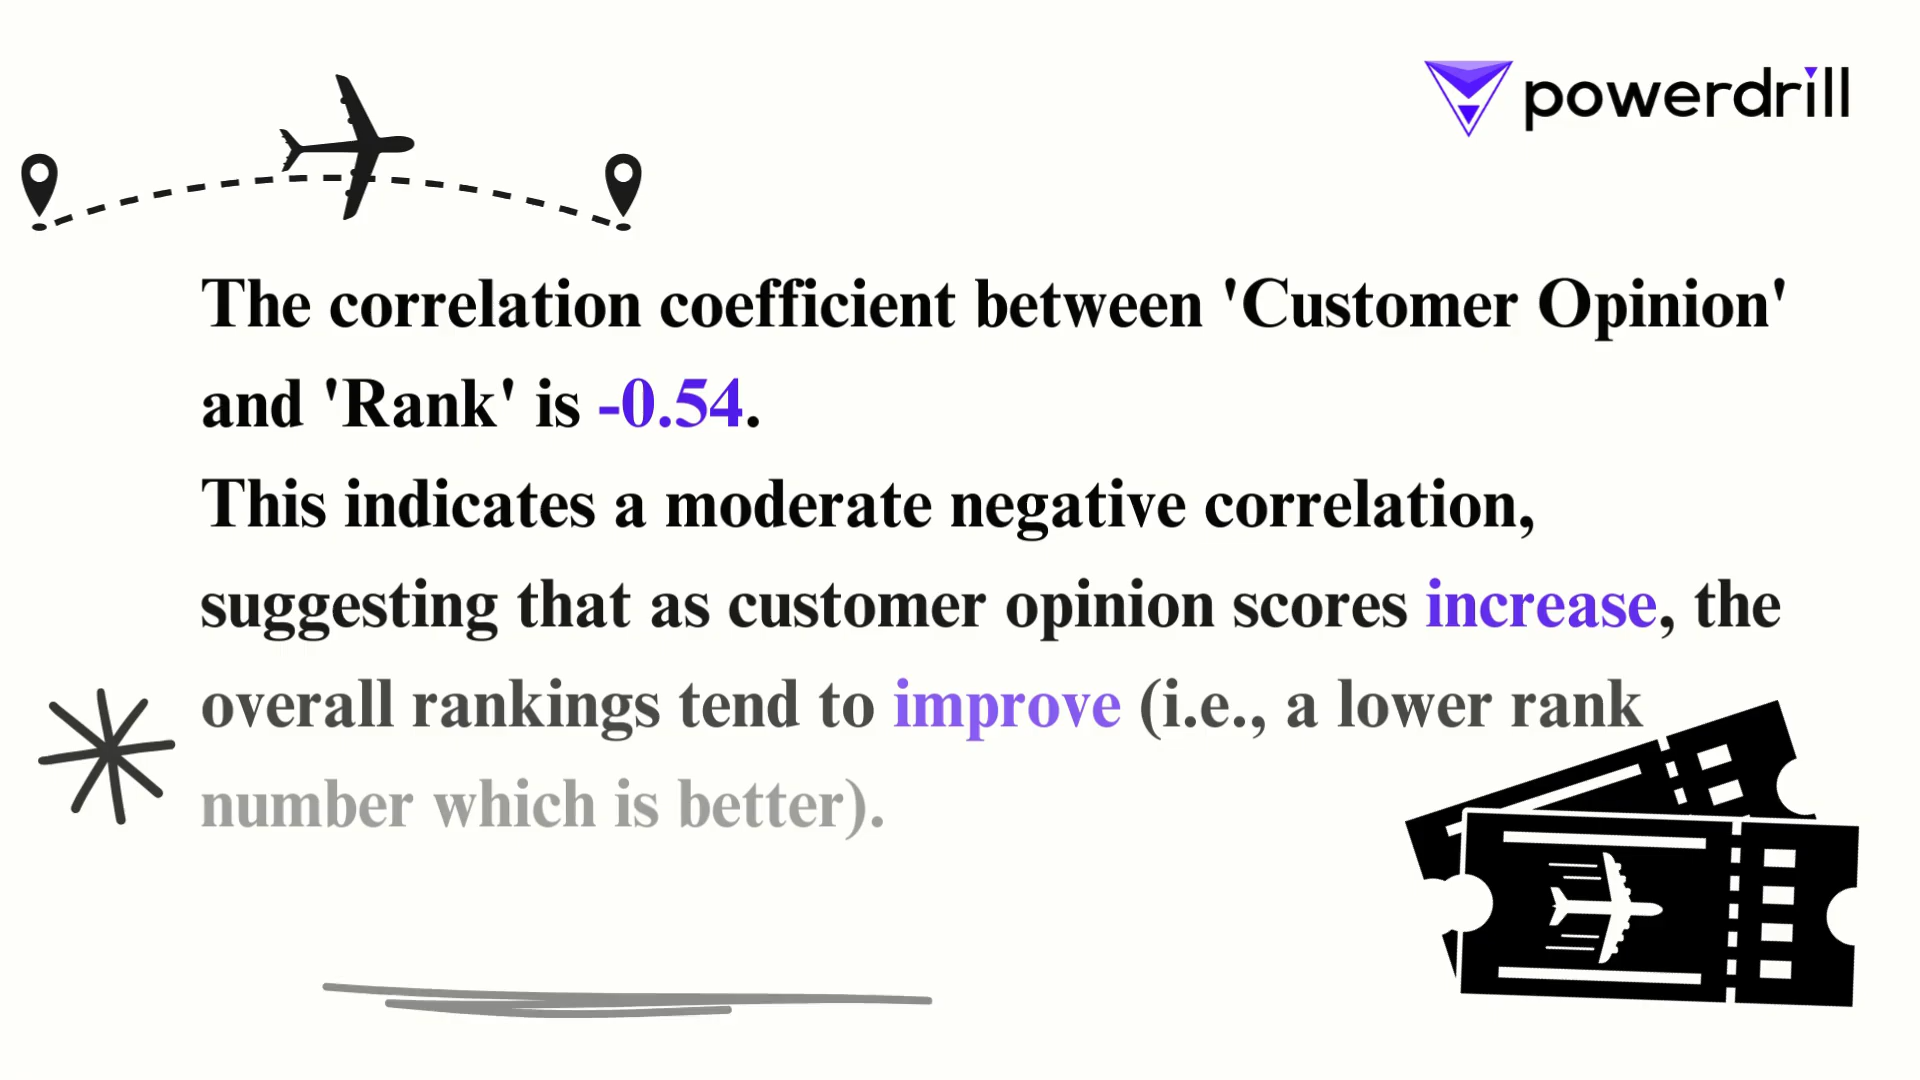 powerdrill
The correlation coefficient between 'Customer Opinion'
and 'Rank' is -0.54.
This indicates a moderate negative correlation,
suggesting that as customer opinion scores increase, the
overall rankings tend to improve (i.e., a lower rank
number which is better).